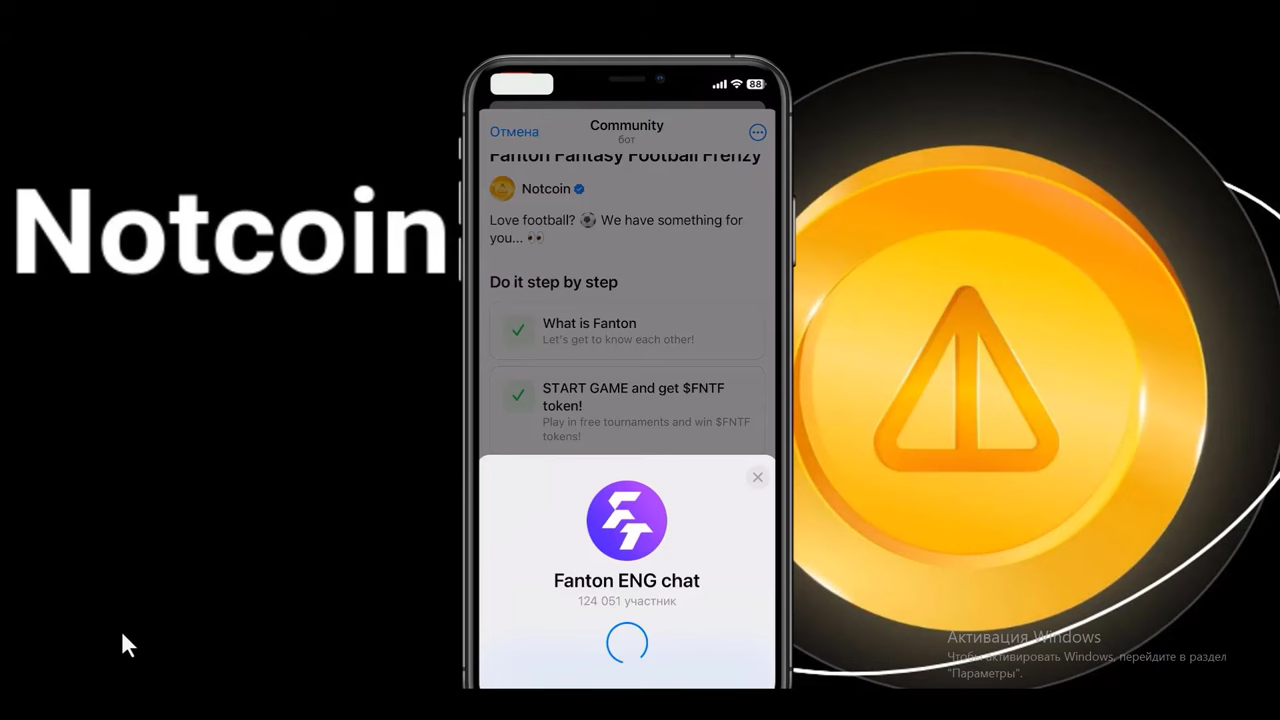 Notcoin
88
Отмена
Community
бот
Fanton Fantasy Football Frenzy
Notcoin
Love football? ⚽ We have something for
you... 👀
Do it step by step
What is Fanton
Let's get to know each other!
START GAME and get $FNTF
token!
Play in free tournaments and win $FNTF
tokens!
FT
Fanton ENG chat
124 051 участник
Активация Windows
Чтобы активировать Windows, перейдите в раздел
"Параметры".